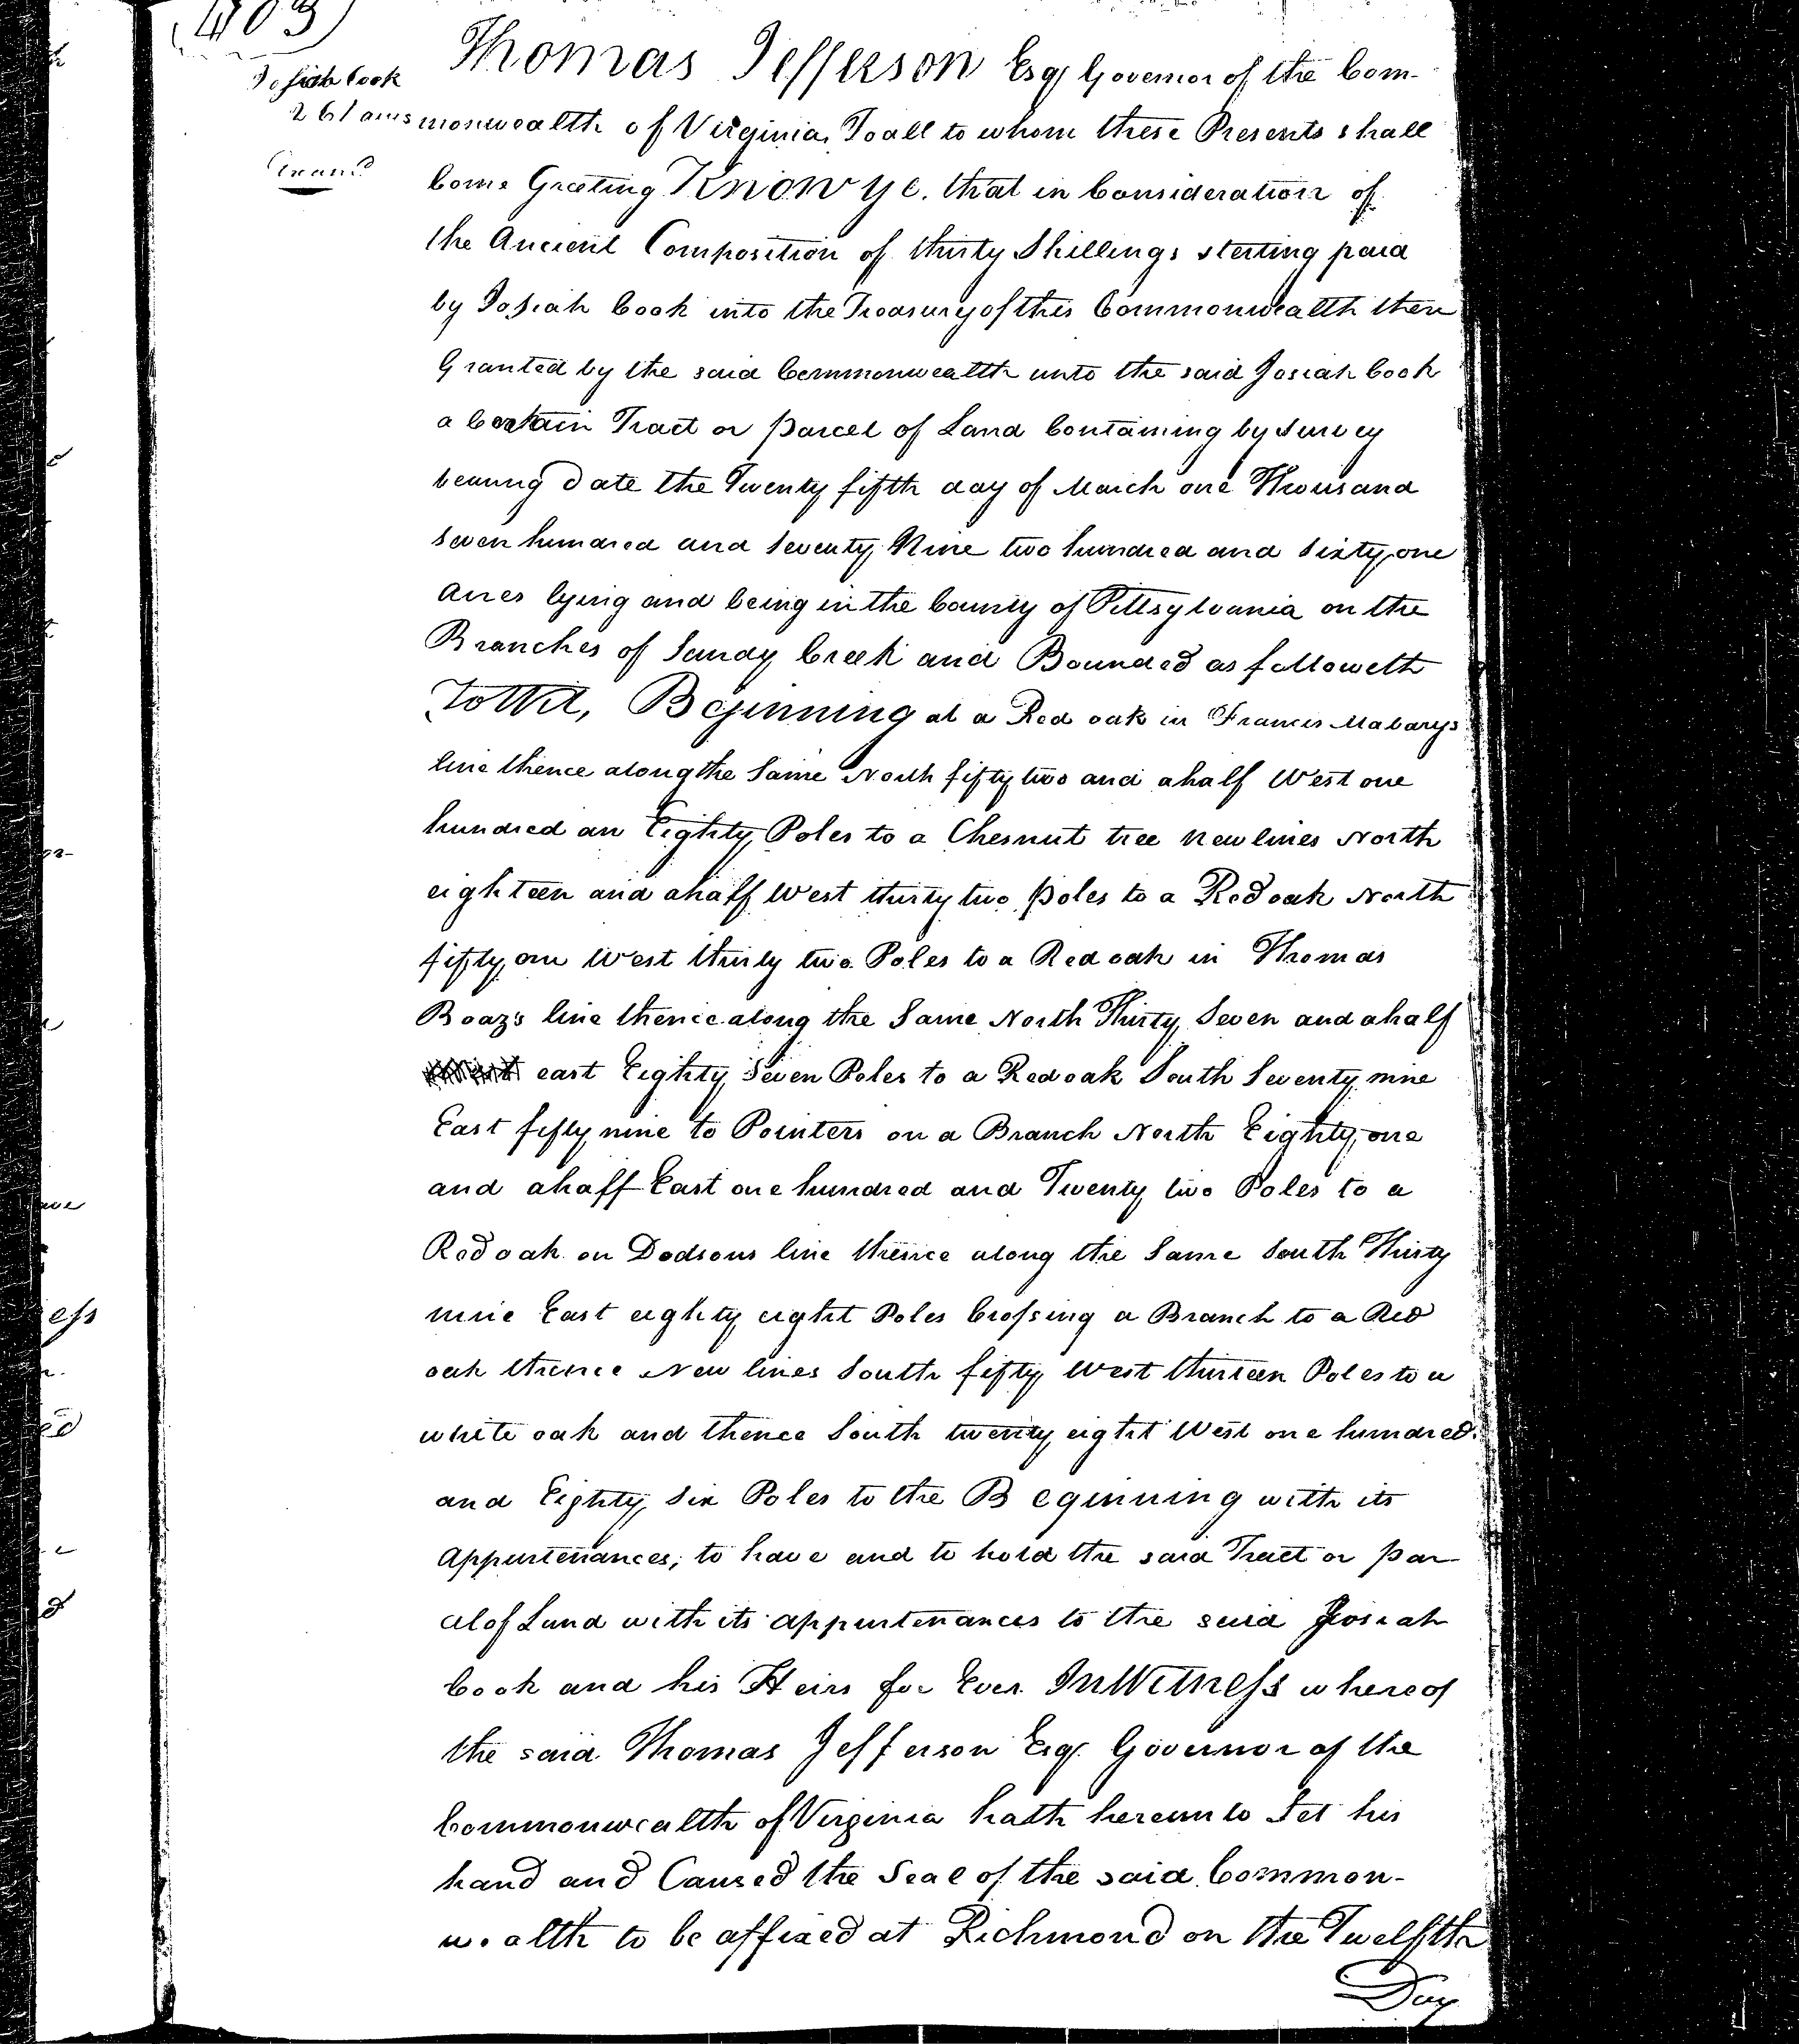 (403)
Josiah Cook
261 acres
Examd
Thomas Jefferson Esqr Governor of the Com-
monwealth of Virginia, To all to whom these Presents shall
Come Greeting Know ye, that in Consideration of
the Ancient Composition of thirty Shillings sterling paid
by Josiah Cook into the Treasury of this Commonwealth there
Granted by the said Commonwealth unto the said Josiah Cook
a Certain Tract or parcel of Land Containing by Survey
bearing date the Twenty fifth day of March one Thousand
seven hundred and Seventy Nine two hundred and Sixty one
acres lying and being in the County of Pittsylvania on the
Branches of Sandy Creek and Bounded as followeth
To Wit, Beginning at a Red oak in Francis Mabarys
line thence along the Same North fifty two and a half West one
hundred an Eighty Poles to a Chesnut tree new lines North
eighteen and a half West thirty two poles to a Red oak North
fifty one West thirty two Poles to a Red oak in Thomas
Boaz's line thence along the Same North Thirty Seven and a half
east Eighty Seven Poles to a Red oak South Seventy nine
East fifty nine to Pointers on a Branch North Eighty one
and a half East one hundred and Twenty two Poles to a
Red oak on Dodsons line thence along the Same South Thirty
nine East eighty eight Poles Crossing a Branch to a Red
oak thence New lines South fifty West thirteen Poles to a
white oak and thence South twenty eight West one hundred
and Eighty Six Poles to the Beginning with its
Appurtenances; to have and to hold the said Tract or par
cel of Land with its appurtenances to the said Josiah
Cook and his Heirs for Ever In Witness whereof
the said Thomas Jefferson Esqr Governor of the
Commonwealth of Virginia hath hereunto Set his
hand and Caused the Seal of the said Common-
wealth to be affixed at Richmond on the Twelfth
Day